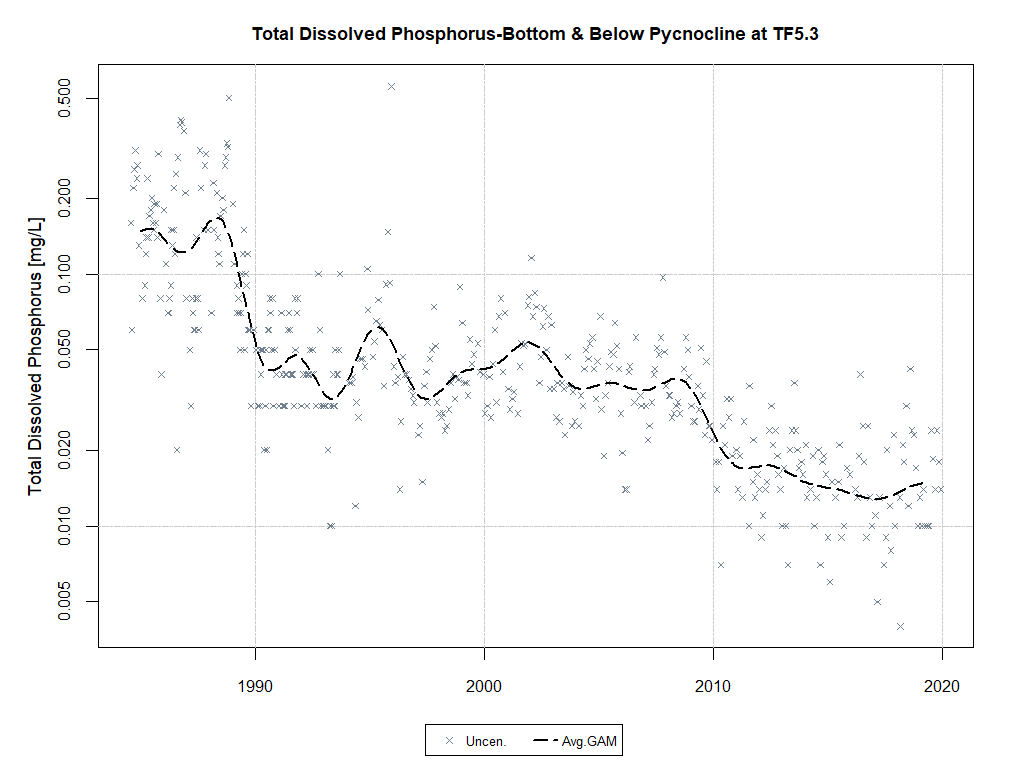 Total Dissolved Phosphorus-Bottom & Below Pycnocline at TF5.3
Total Dissolved Phosphorus [mg/L]
0.500
0.200
0.100
0.050
0.020
0.010
0.005
1990 2000 2010 2020
Uncen. Avg.GAM